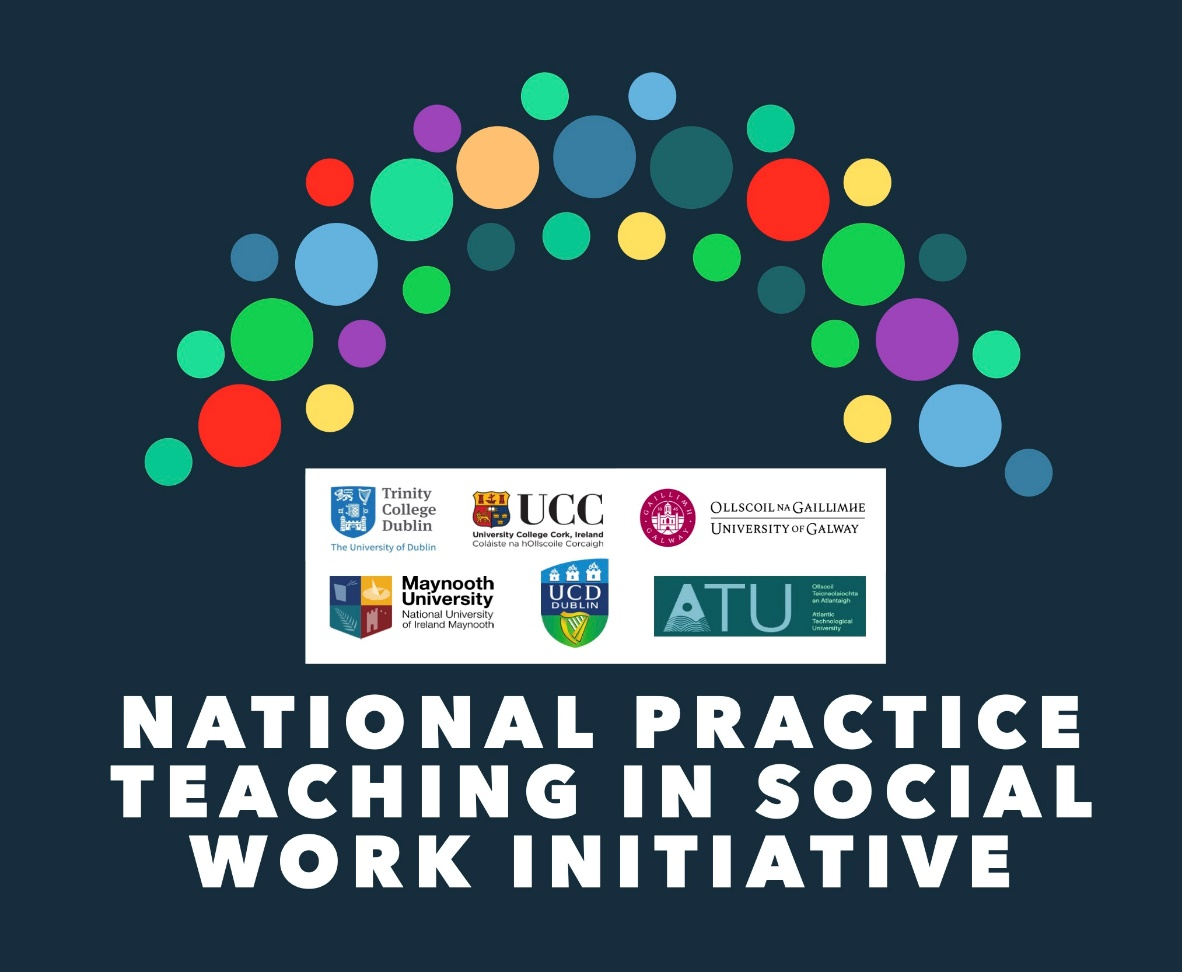 Trinity
College
Dublin
The University of Dublin
UCC
University College Cork, Ireland
Coláiste na hOllscoile Corcaigh
GAILLIMH
GALWAY
OLLSCOIL NA GAILLIMHE
UNIVERSITY OF GALWAY
Maynooth
University
National University
of Ireland Maynooth
UCD
DUBLIN
ATU
Ollscoil
Teicneolaíochta
an Atlantaigh
Atlantic
Technological
University
NATIONAL PRACTICE
TEACHING IN SOCIAL
WORK INITIATIVE